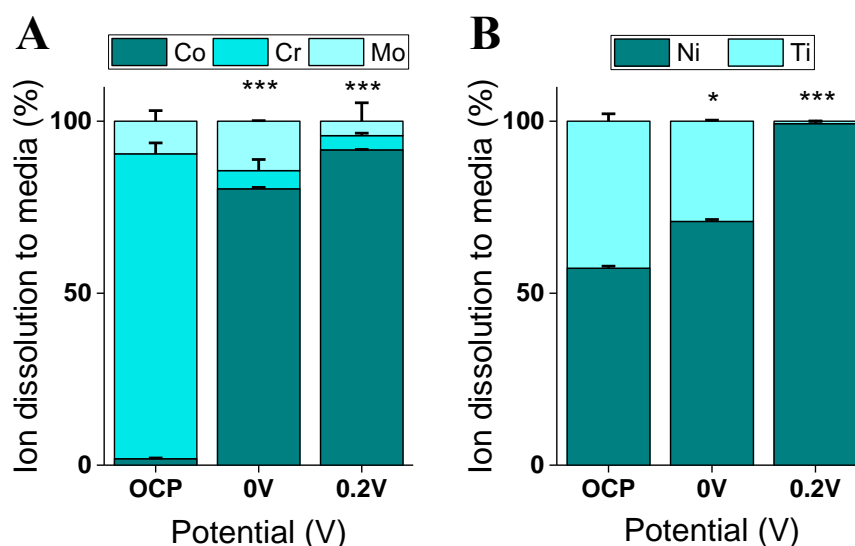 A
Co Cr Mo
Ion dissolution to media (%)
100
50
0
*** ***
OCP 0V 0.2V
Potential (V)
B
Ni Ti
Ion dissolution to media (%)
100
50
0
* ***
OCP 0V 0.2V
Potential (V)